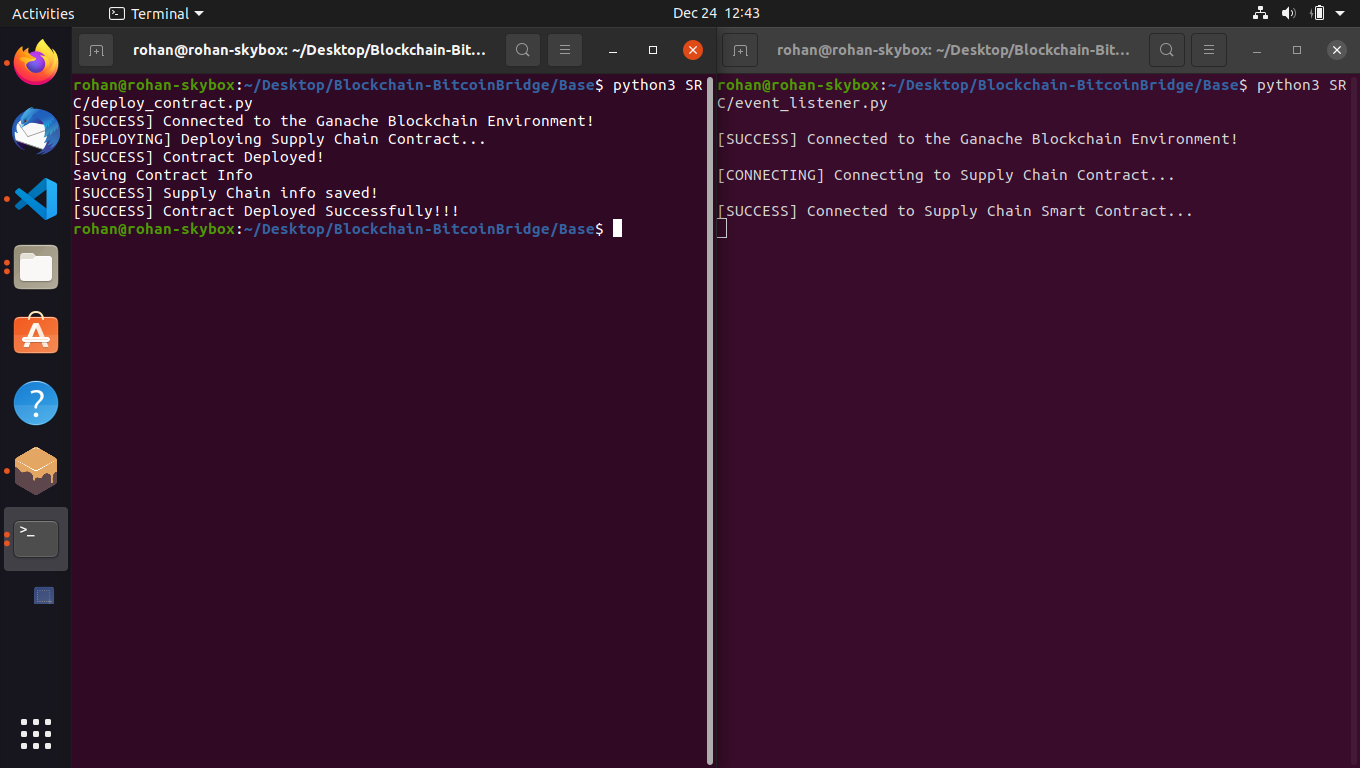 Activities
Terminal
Dec 24 12:43
rohan@rohan-skybox: ~/Desktop/Blockchain-Bit...
rohan@rohan-skybox:~/Desktop/Blockchain-BitcoinBridge/Base$ python3 SR
C/deploy_contract.py
[SUCCESS] Connected to the Ganache Blockchain Environment!
[DEPLOYING] Deploying Supply Chain Contract...
[SUCCESS] Contract Deployed!
Saving Contract Info
[SUCCESS] Supply Chain info saved!
[SUCCESS] Contract Deployed Successfully!!!
rohan@rohan-skybox:~/Desktop/Blockchain-BitcoinBridge/Base$
rohan@rohan-skybox: ~/Desktop/Blockchain-Bit...
rohan@rohan-skybox:~/Desktop/Blockchain-BitcoinBridge/Base$ python3 SR
C/event_listener.py
[SUCCESS] Connected to the Ganache Blockchain Environment!
[CONNECTING] Connecting to Supply Chain Contract...
[SUCCESS] Connected to Supply Chain Smart Contract...